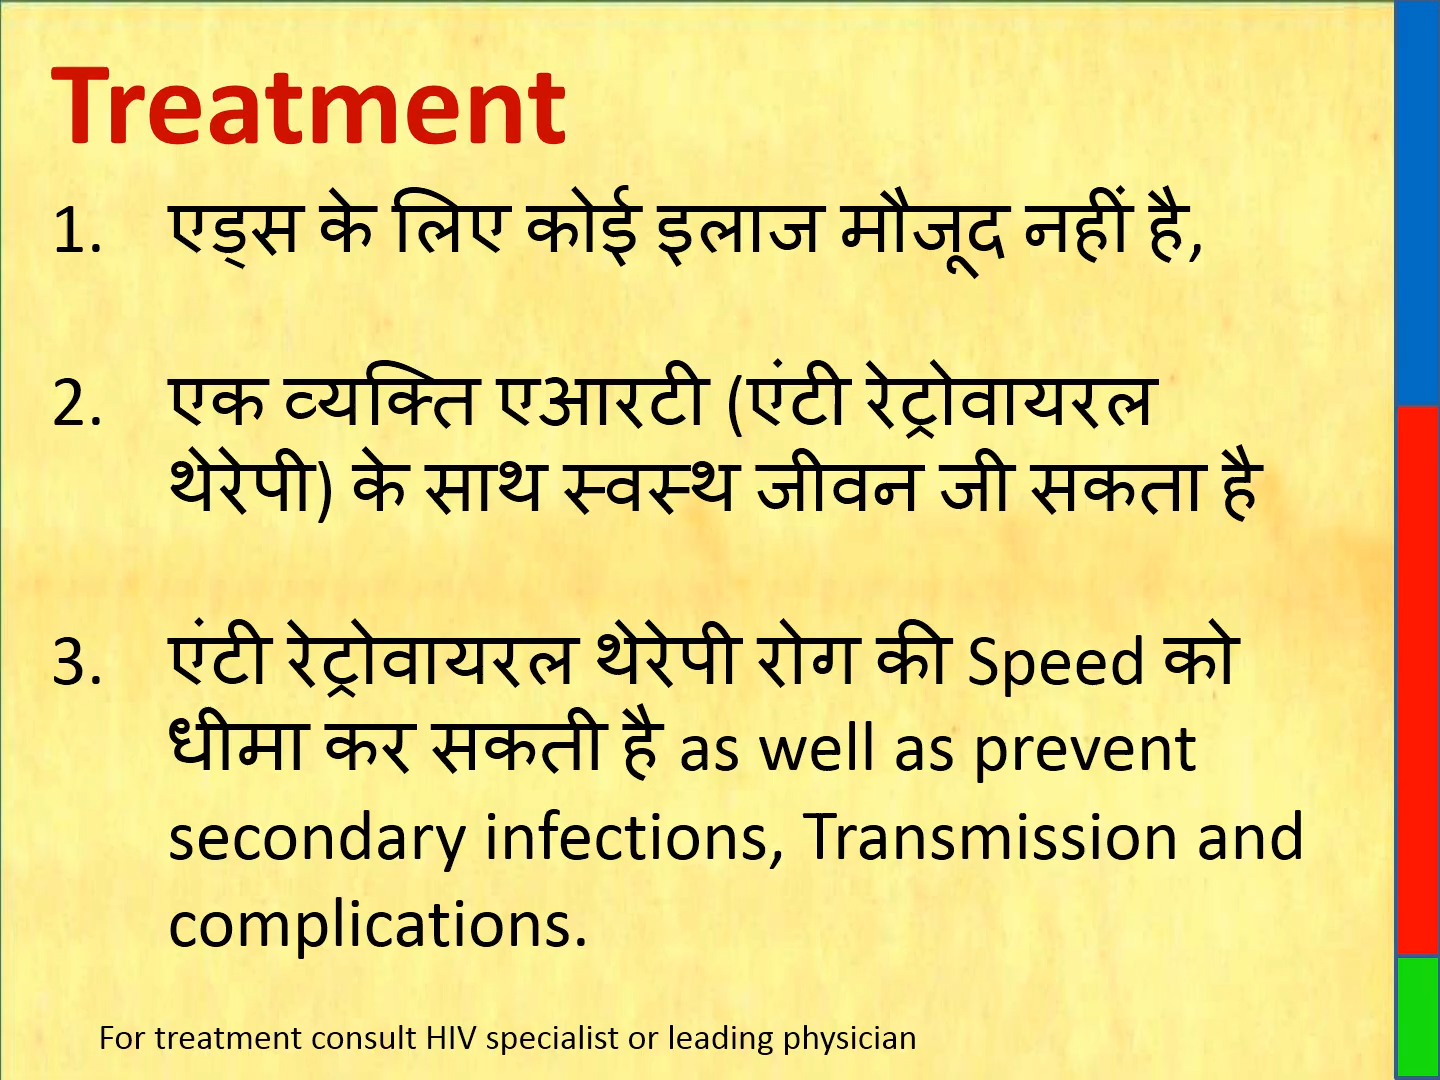 Treatment
1. एड्स के लिए कोई इलाज मौजूद नहीं है,
2. एक व्यक्ति एआरटी (एंटी रेट्रोवायरल
थेरेपी) के साथ स्वस्थ जीवन जी सकता है
3. एंटी रेट्रोवायरल थेरेपी रोग की Speed को
धीमा कर सकती है as well as prevent
secondary infections, Transmission and
complications.
For treatment consult HIV specialist or leading physician